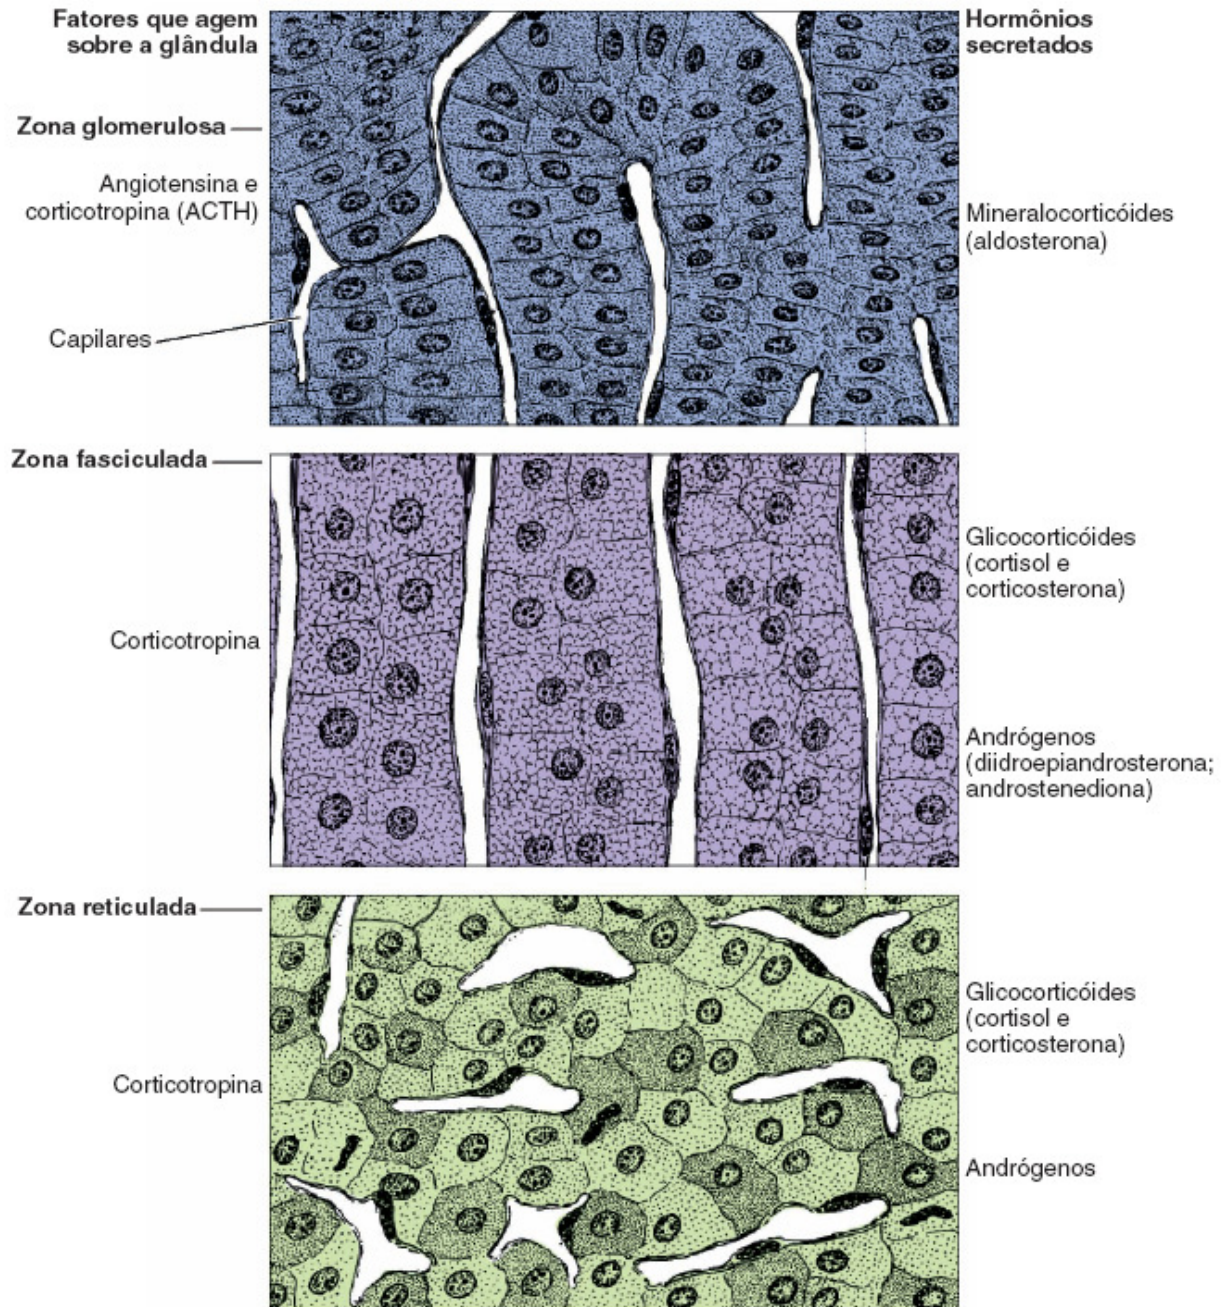 Fatores que agem
sobre a glândula
Hormônios
secretados
Zona glomerulosa
Angiotensina e
corticotropina (ACTH)
Mineralocorticóides
(aldosterona)
Capilares
Zona fasciculada
Glicocorticóides
(cortisol e
corticosterona)
Corticotropina
Andrógenos
(diidroepiandrosterona;
androstenediona)
Zona reticulada
Glicocorticóides
(cortisol e
corticosterona)
Corticotropina
Andrógenos